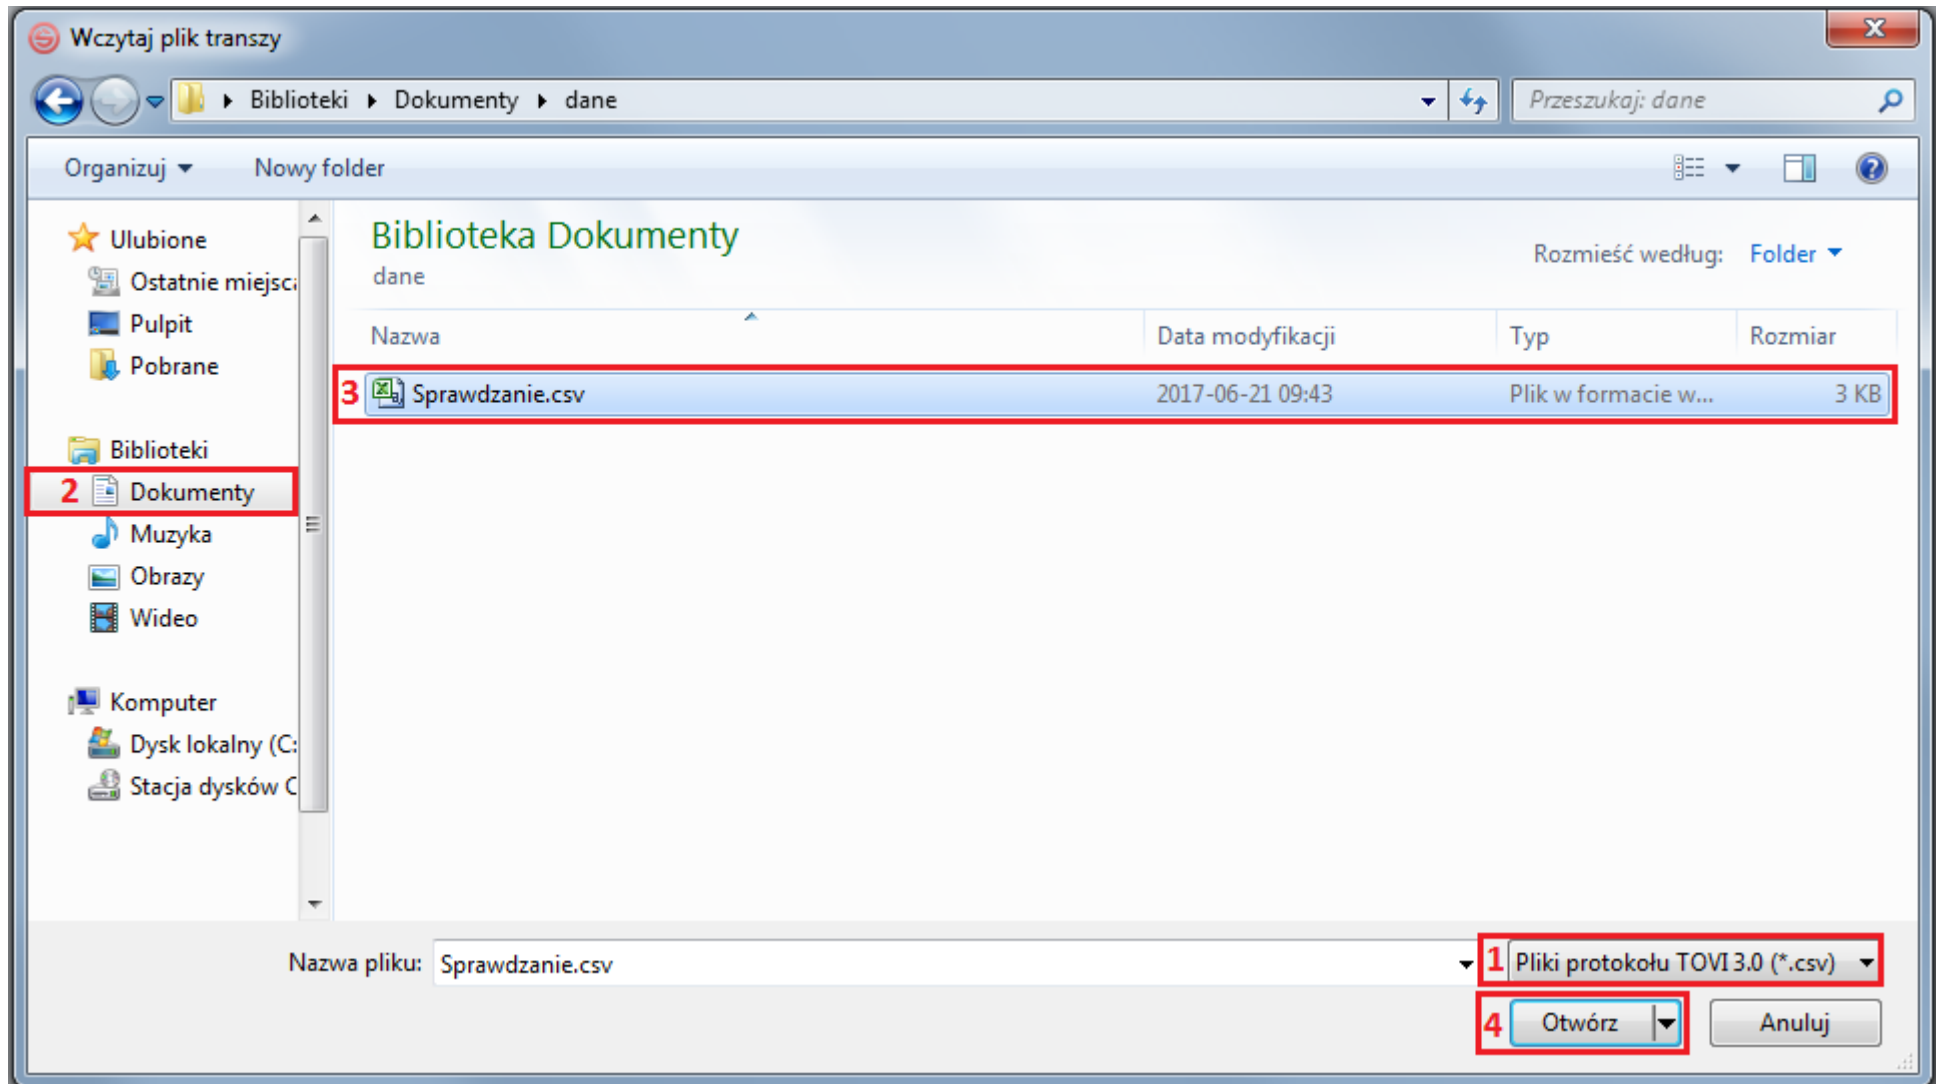 Wczytaj plik transzy
Biblioteki Dokumenty dane Przeszukaj: dane
Organizuj Nowy folder
Ulubione
Ostatnie miejsca
Pulpit
Pobrane
Biblioteki
2 Dokumenty
Muzyka
Obrazy
Wideo
Komputer
Dysk lokalny (C:
Stacja dysków C
Biblioteka Dokumenty
dane
Rozmieść według: Folder
Nazwa Data modyfikacji Typ Rozmiar
3 Sprawdzanie.csv 2017-06-21 09:43 Plik w formacie w... 3 KB
Nazwa pliku: Sprawdzanie.csv 1 Pliki protokołu TOVI 3.0 (*.csv)
4 Otwórz Anuluj